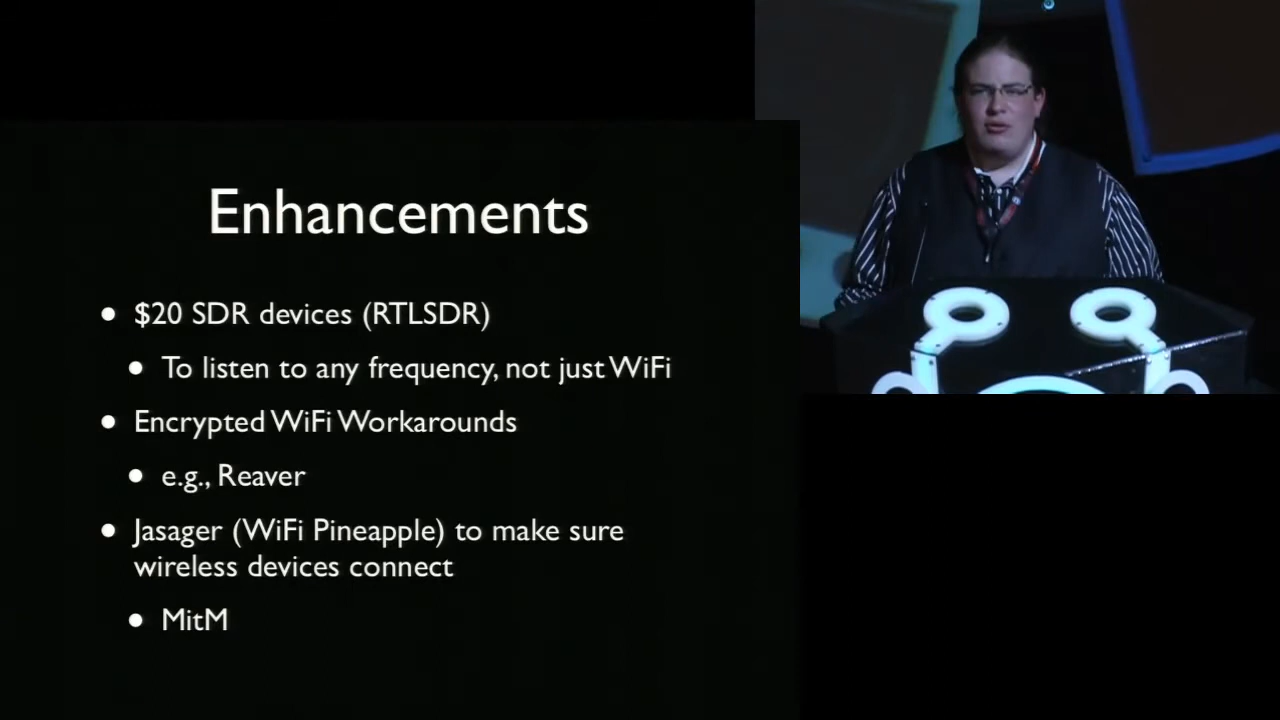 Enhancements
• $20 SDR devices (RTLSDR)
• To listen to any frequency, not just WiFi
• Encrypted WiFi Workarounds
• e.g., Reaver
• Jasager (WiFi Pineapple) to make sure
wireless devices connect
• MitM